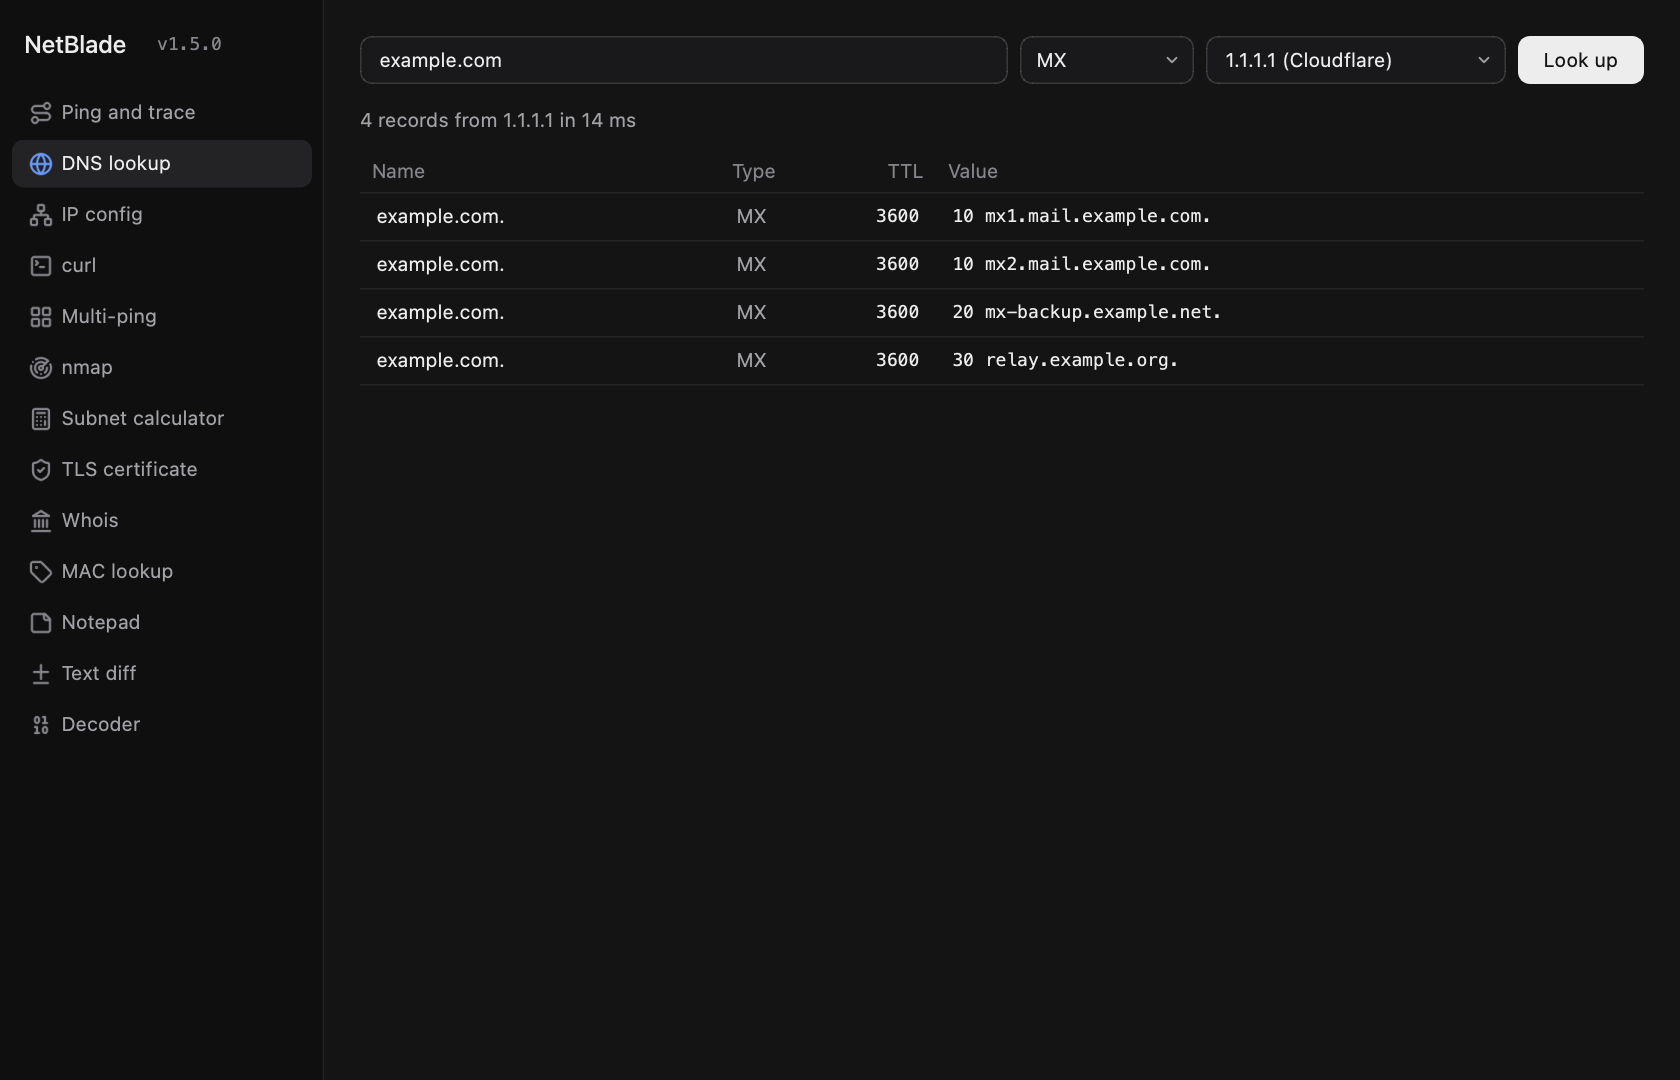 NetBlade v1.5.0
Ping and trace
DNS lookup
IP config
curl
Multi-ping
nmap
Subnet calculator
TLS certificate
Whois
MAC lookup
Notepad
Text diff
Decoder
example.com MX 1.1.1.1 (Cloudflare) Look up
4 records from 1.1.1.1 in 14 ms
Name Type TTL Value
example.com. MX 3600 10 mx1.mail.example.com.
example.com. MX 3600 10 mx2.mail.example.com.
example.com. MX 3600 20 mx-backup.example.net.
example.com. MX 3600 30 relay.example.org.